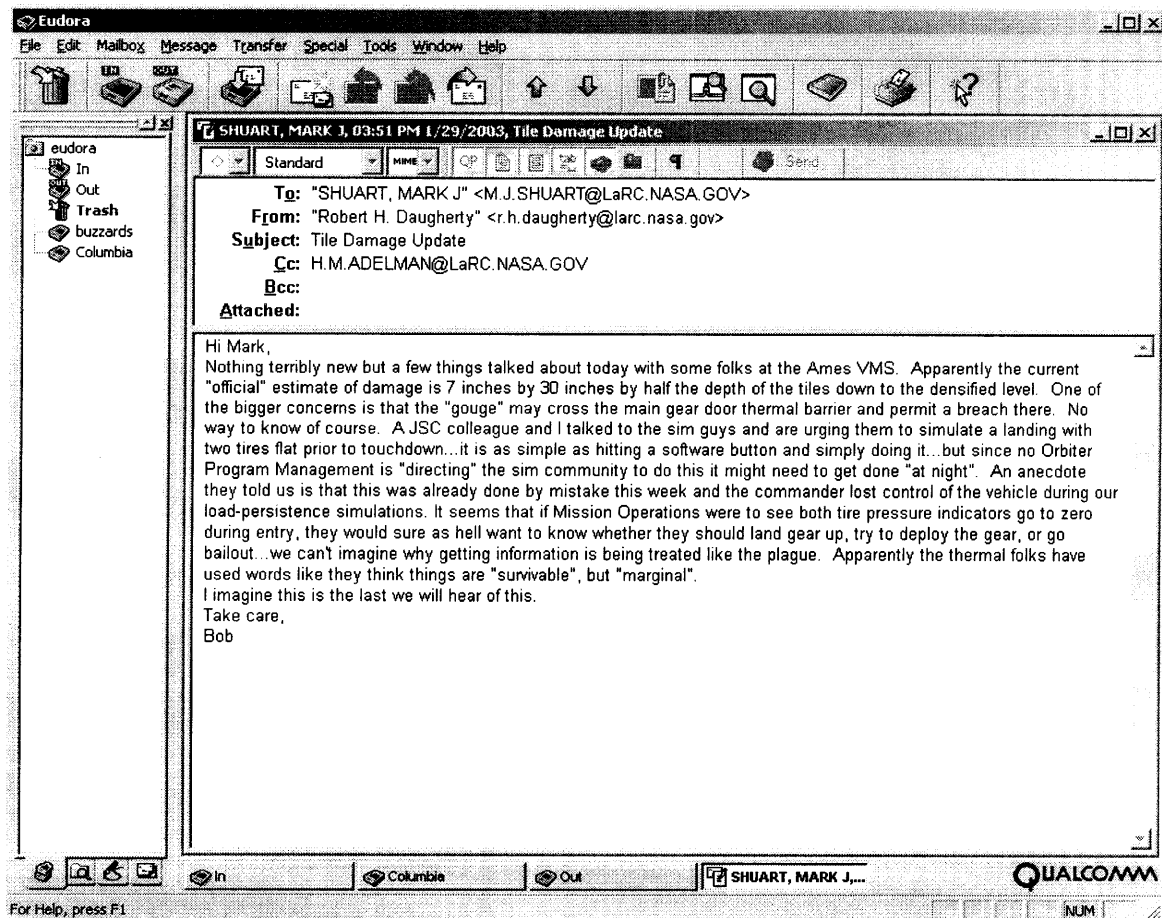 Eudora
File Edit Mailbox Message Transfer Special Tools Window Help
IN OUT
eudora
In
Out
Trash
buzzards
Columbia
SHUART, MARK J, 03:51 PM 1/29/2003, Tile Damage Update
Standard MIME QP Send
To: "SHUART, MARK J" <M.J.SHUART@LaRC.NASA.GOV>
From: "Robert H. Daugherty" <r.h.daugherty@larc.nasa.gov>
Subject: Tile Damage Update
Cc: H.M.ADELMAN@LaRC.NASA.GOV
Bcc:
Attached:
Hi Mark,
Nothing terribly new but a few things talked about today with some folks at the Ames VMS. Apparently the current
"official" estimate of damage is 7 inches by 30 inches by half the depth of the tiles down to the densified level. One of
the bigger concerns is that the "gouge" may cross the main gear door thermal barrier and permit a breach there. No
way to know of course. A JSC colleague and I talked to the sim guys and are urging them to simulate a landing with
two tires flat prior to touchdown...it is as simple as hitting a software button and simply doing it...but since no Orbiter
Program Management is "directing" the sim community to do this it might need to get done "at night". An anecdote
they told us is that this was already done by mistake this week and the commander lost control of the vehicle during our
load-persistence simulations. It seems that if Mission Operations were to see both tire pressure indicators go to zero
during entry, they would sure as hell want to know whether they should land gear up, try to deploy the gear, or go
bailout...we can't imagine why getting information is being treated like the plague. Apparently the thermal folks have
used words like they think things are "survivable", but "marginal".
I imagine this is the last we will hear of this.
Take care,
Bob
In Columbia Out SHUART, MARK J,... QUALCOMM
For Help, press F1 NUM